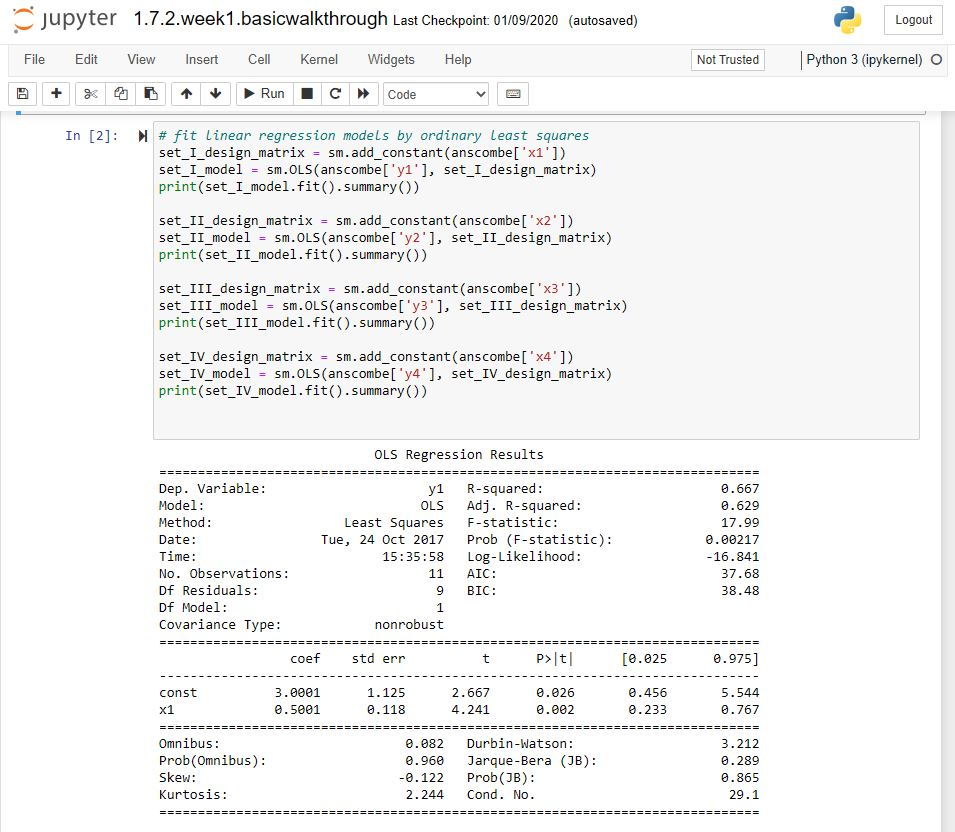 jupyter 1.7.2.week1.basicwalkthrough Last Checkpoint: 01/09/2020 (autosaved) Logout
File Edit View Insert Cell Kernel Widgets Help Not Trusted Python 3 (ipykernel)
Run Code
In [2]:
# fit linear regression models by ordinary least squares
set_I_design_matrix = sm.add_constant(anscombe['x1'])
set_I_model = sm.OLS(anscombe['y1'], set_I_design_matrix)
print(set_I_model.fit().summary())
set_II_design_matrix = sm.add_constant(anscombe['x2'])
set_II_model = sm.OLS(anscombe['y2'], set_II_design_matrix)
print(set_II_model.fit().summary())
set_III_design_matrix = sm.add_constant(anscombe['x3'])
set_III_model = sm.OLS(anscombe['y3'], set_III_design_matrix)
print(set_III_model.fit().summary())
set_IV_design_matrix = sm.add_constant(anscombe['x4'])
set_IV_model = sm.OLS(anscombe['y4'], set_IV_design_matrix)
print(set_IV_model.fit().summary())
OLS Regression Results
==============================================================================
Dep. Variable: y1 R-squared: 0.667
Model: OLS Adj. R-squared: 0.629
Method: Least Squares F-statistic: 17.99
Date: Tue, 24 Oct 2017 Prob (F-statistic): 0.00217
Time: 15:35:58 Log-Likelihood: -16.841
No. Observations: 11 AIC: 37.68
Df Residuals: 9 BIC: 38.48
Df Model: 1
Covariance Type: nonrobust
==============================================================================
coef std err t P>|t| [0.025 0.975]
------------------------------------------------------------------------------
const 3.0001 1.125 2.667 0.026 0.456 5.544
x1 0.5001 0.118 4.241 0.002 0.233 0.767
==============================================================================
Omnibus: 0.082 Durbin-Watson: 3.212
Prob(Omnibus): 0.960 Jarque-Bera (JB): 0.289
Skew: -0.122 Prob(JB): 0.865
Kurtosis: 2.244 Cond. No. 29.1
==============================================================================